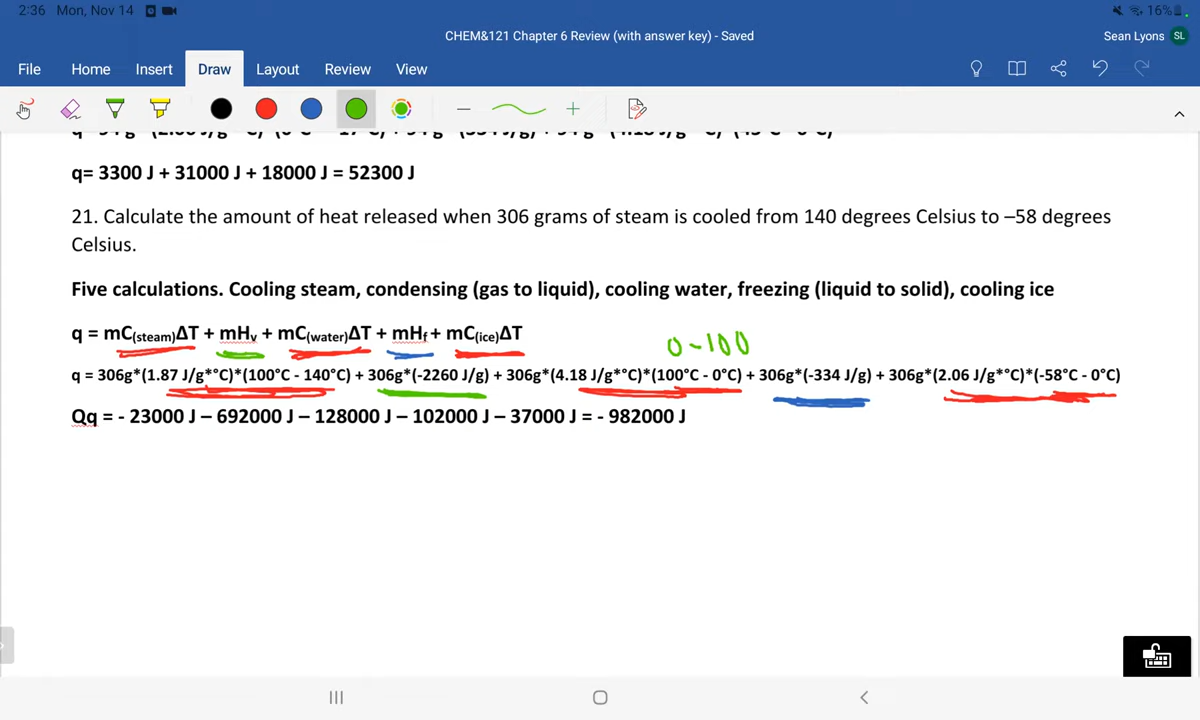 2:36 Mon, Nov 14
16%
CHEM&121 Chapter 6 Review (with answer key) - Saved
Sean Lyons SL
File Home Insert Draw Layout Review View
q= 3300 J + 31000 J + 18000 J = 52300 J
21. Calculate the amount of heat released when 306 grams of steam is cooled from 140 degrees Celsius to –58 degrees
Celsius.
Five calculations. Cooling steam, condensing (gas to liquid), cooling water, freezing (liquid to solid), cooling ice
q = mC(steam)ΔT + mHv + mC(water)ΔT + mHf + mC(ice)ΔT
0-100
q = 306g*(1.87 J/g*°C)*(100°C - 140°C) + 306g*(-2260 J/g) + 306g*(4.18 J/g*°C)*(100°C - 0°C) + 306g*(-334 J/g) + 306g*(2.06 J/g*°C)*(-58°C - 0°C)
Qq = - 23000 J – 692000 J – 128000 J – 102000 J – 37000 J = - 982000 J